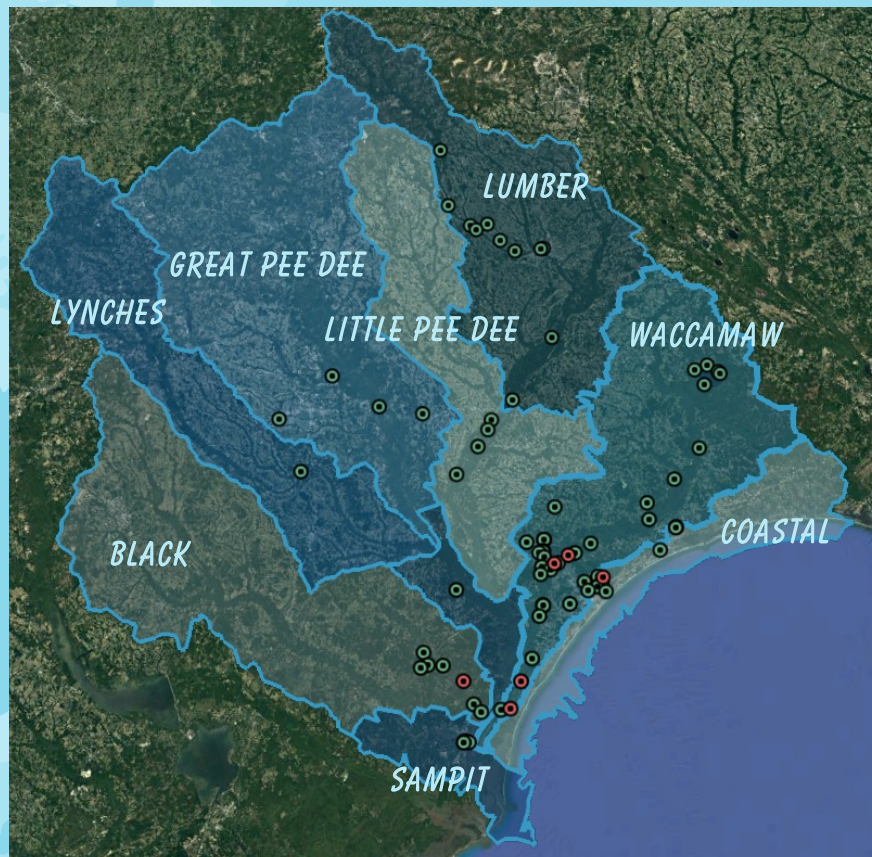 LUMBER
GREAT PEE DEE
LYNCHES
LITTLE PEE DEE
WACCAMAW
COASTAL
BLACK
SAMPIT